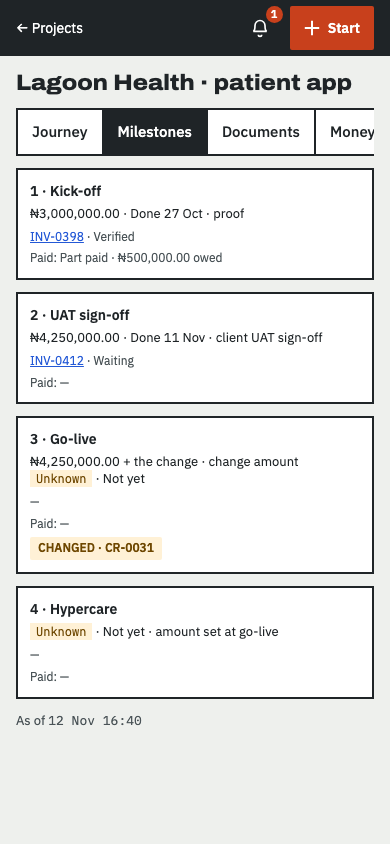 ← Projects
1
+ Start
Lagoon Health · patient app
Journey
Milestones
Documents
Money
1 · Kick-off
₦3,000,000.00 · Done 27 Oct · proof
INV-0398 · Verified
Paid: Part paid · ₦500,000.00 owed
2 · UAT sign-off
₦4,250,000.00 · Done 11 Nov · client UAT sign-off
INV-0412 · Waiting
Paid: —
3 · Go-live
₦4,250,000.00 + the change · change amount
Unknown · Not yet
—
Paid: —
CHANGED · CR-0031
4 · Hypercare
Unknown · Not yet · amount set at go-live
—
Paid: —
As of 12 Nov 16:40